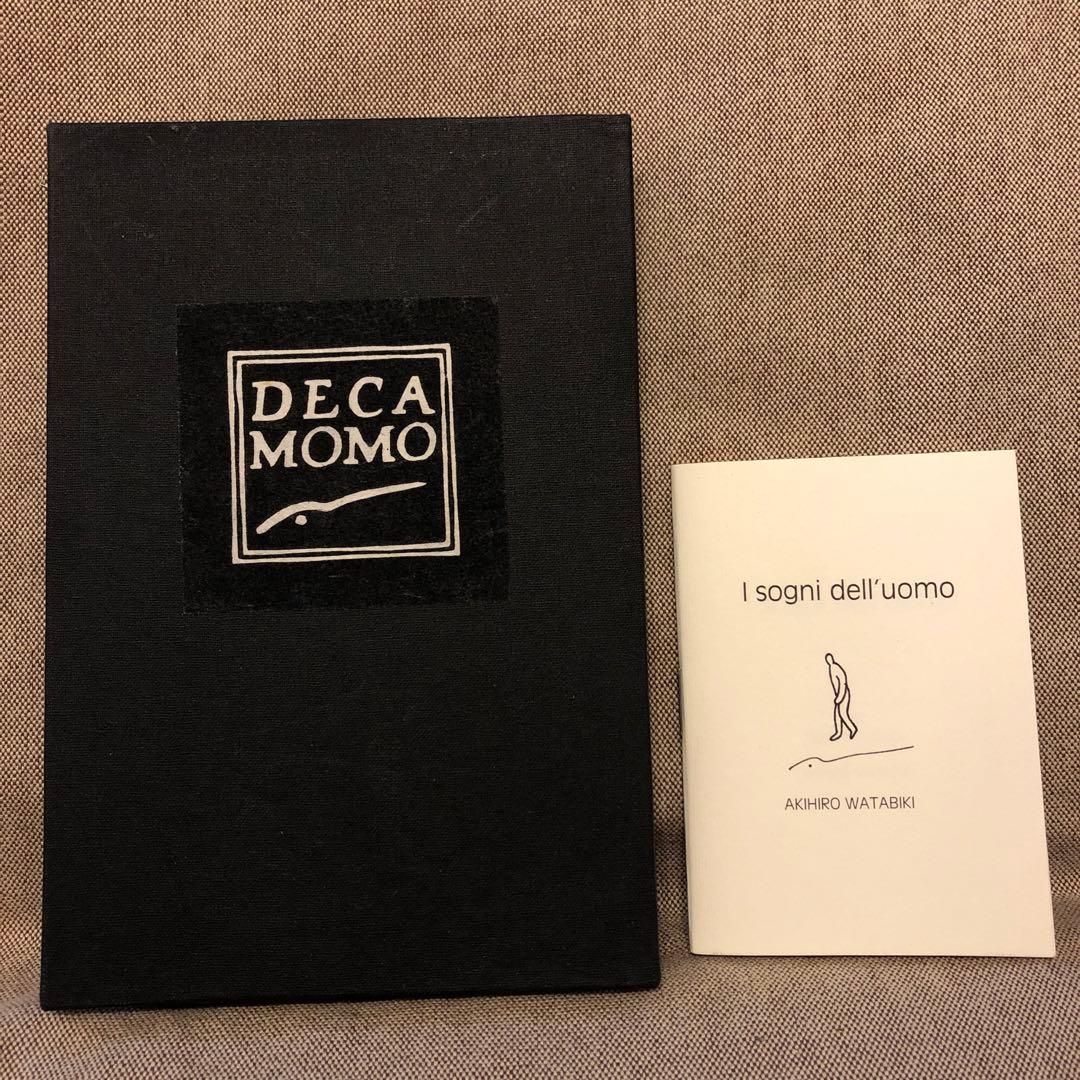 DECA
MOMO
I sogni dell'uomo
AKIHIRO WATABIKI